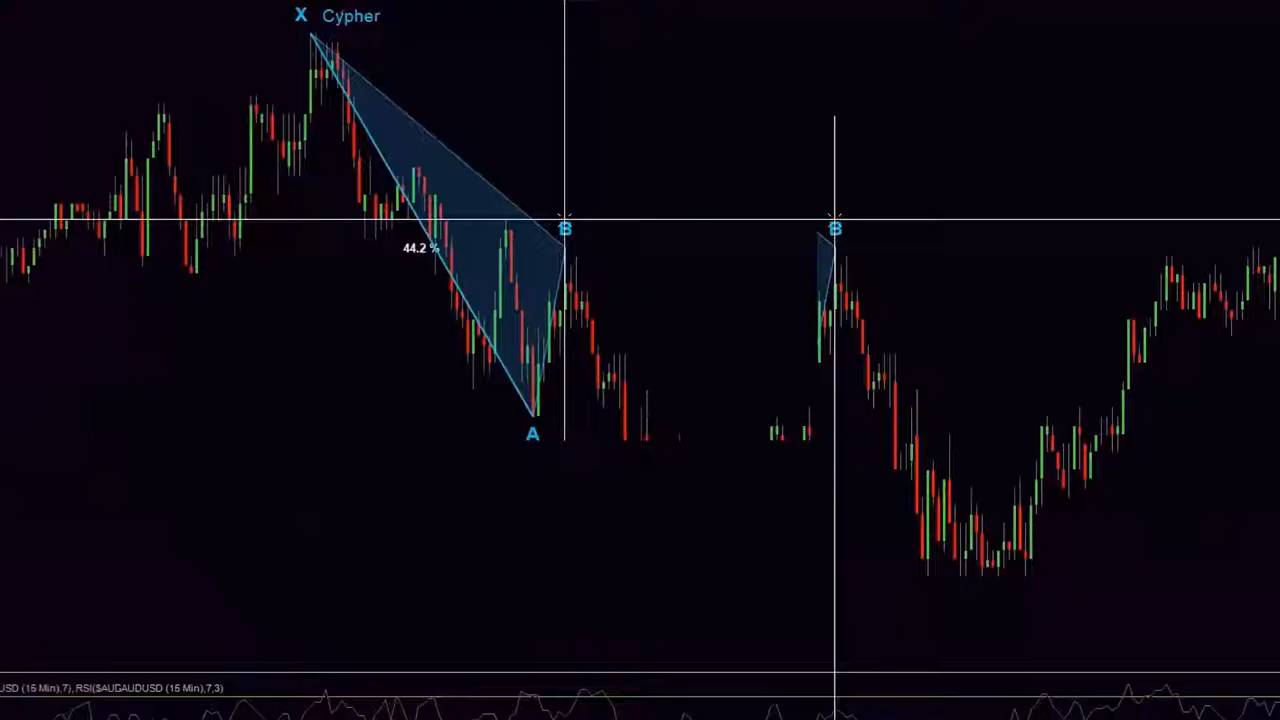 X Cypher
B B
44.2 %
A
USD (15 Min),7), RSI($AUGAUDUSD (15 Min),7,3)